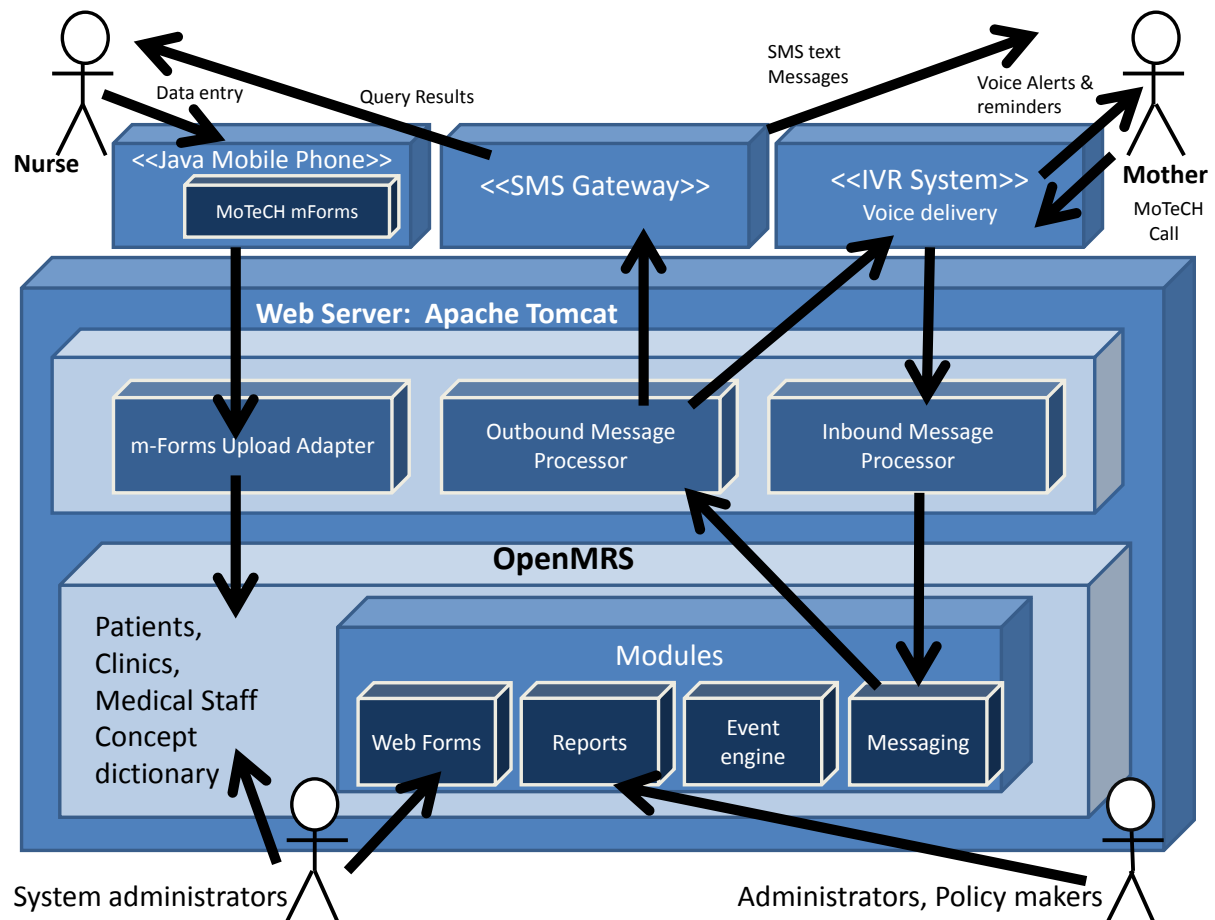 SMS text
Messages
Data entry
Query Results
Voice Alerts &
reminders
Nurse
<<Java Mobile Phone>>
MoTeCH mForms
<<SMS Gateway>>
<<IVR System>>
Voice delivery
Mother
MoTeCH
Call
Web Server:  Apache Tomcat
m-Forms Upload Adapter
Outbound Message
Processor
Inbound Message
Processor
OpenMRS
Patients,
Clinics,
Medical Staff
Concept
dictionary
Modules
Web Forms
Reports
Event
engine
Messaging
System administrators
Administrators, Policy makers